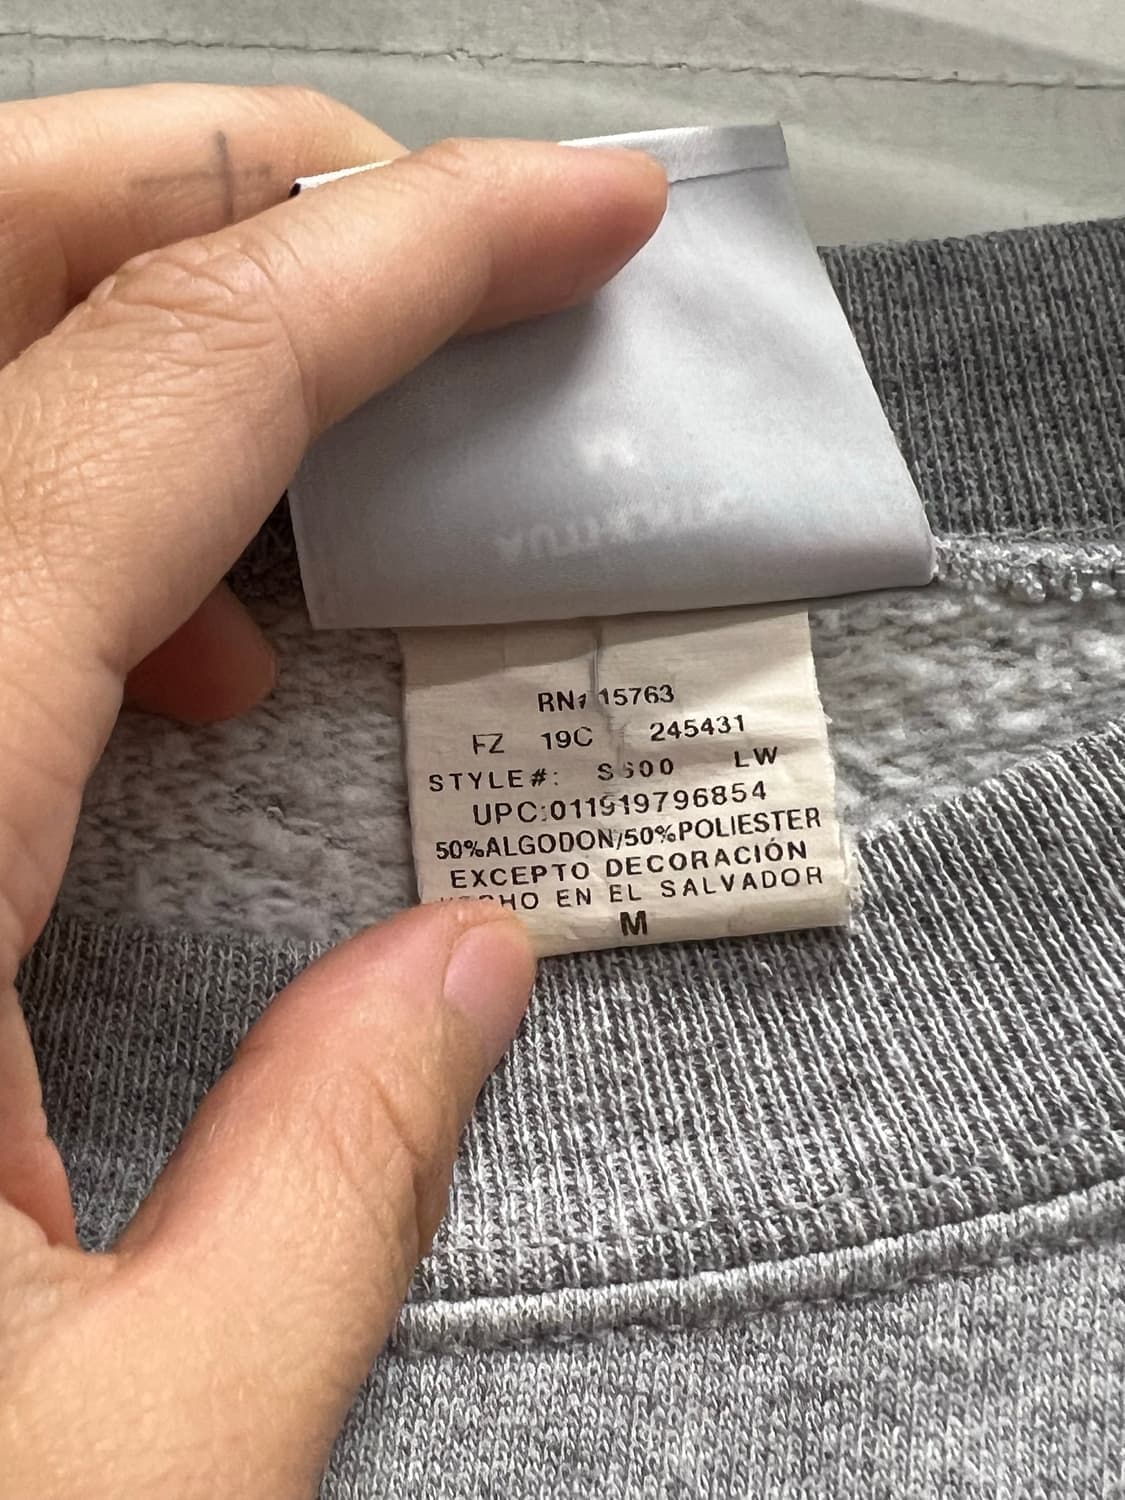 RN# 15763
FZ 19C 245431
STYLE#: S600 LW
UPC:011919796854
50%ALGODON/50%POLIESTER
EXCEPTO DECORACIÓN
EN EL SALVADOR
M